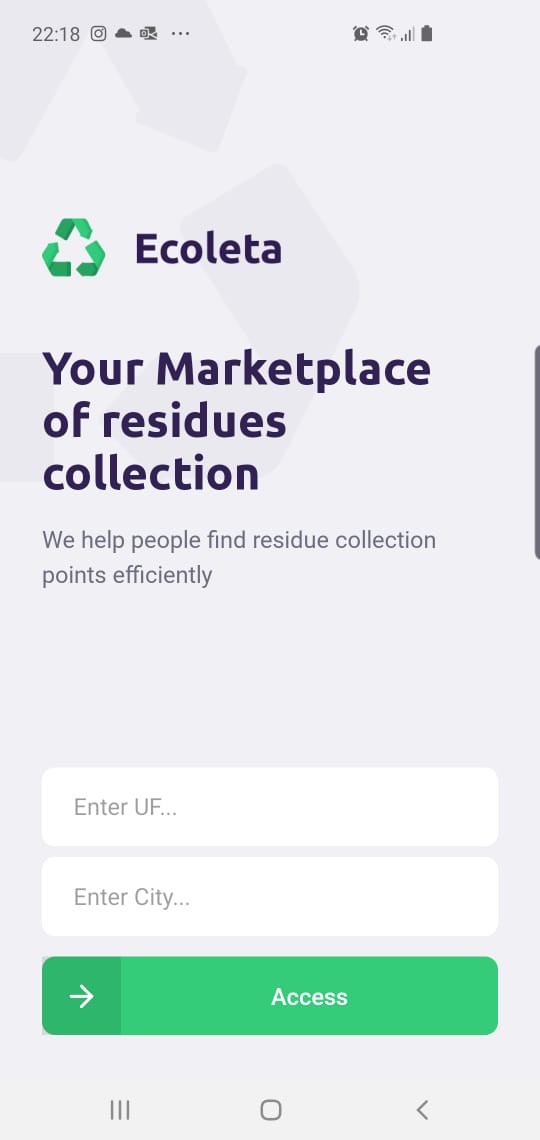 22:18
Ecoleta
Your Marketplace
of residues
collection
We help people find residue collection
points efficiently
Enter UF...
Enter City...
Access